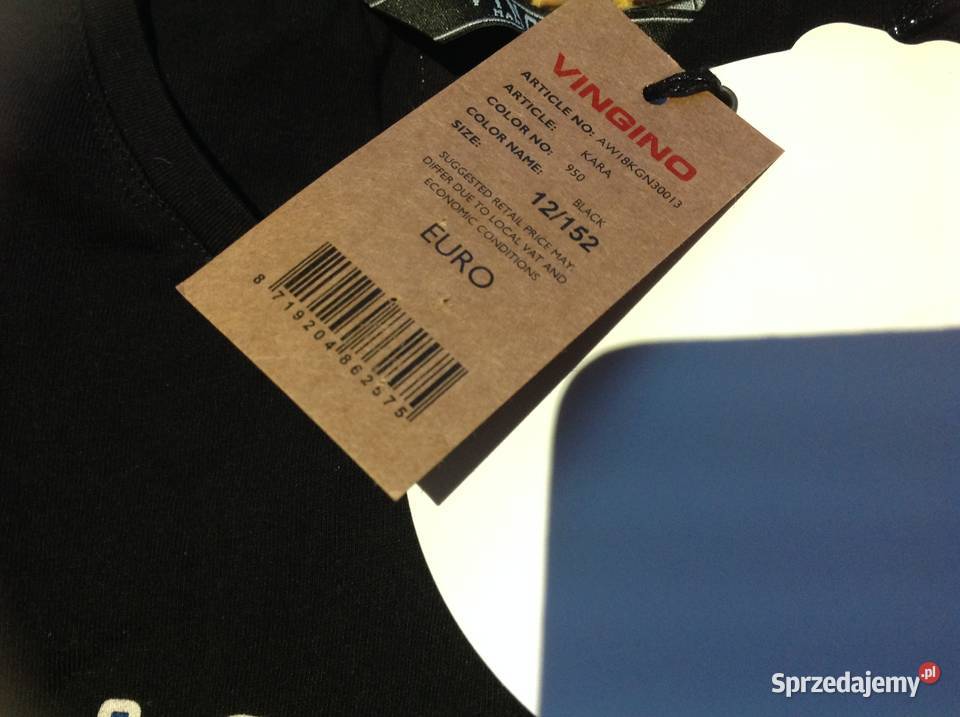 VINGINO
ARTICLE NO: AW18KGN30013
ARTICLE: KARA
COLOR NO: 950
COLOR NAME: BLACK
SIZE: 12/152
SUGGESTED RETAIL PRICE MAY
DIFFER DUE TO LOCAL VAT AND
ECONOMIC CONDITIONS
EURO
8 719204 862575
Sprzedajemy.pl